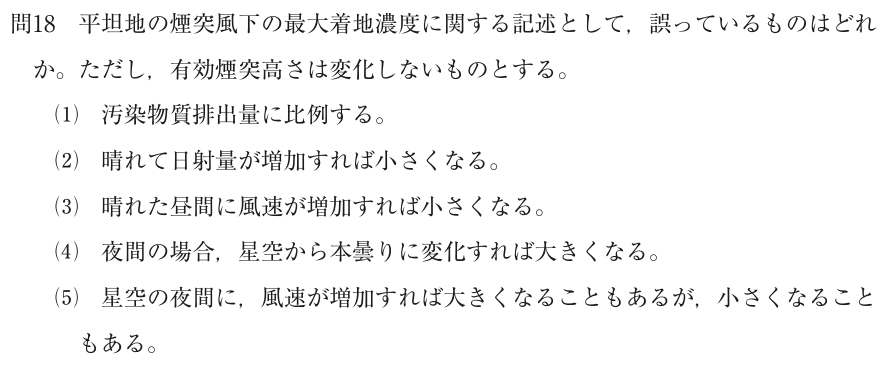 問18　平坦地の煙突風下の最大着地濃度に関する記述として，誤っているものはどれ
か。ただし，有効煙突高さは変化しないものとする。
⑴　汚染物質排出量に比例する。
⑵　晴れて日射量が増加すれば小さくなる。
⑶　晴れた昼間に風速が増加すれば小さくなる。
⑷　夜間の場合，星空から本曇りに変化すれば大きくなる。
⑸　星空の夜間に，風速が増加すれば大きくなることもあるが，小さくなること
もある。